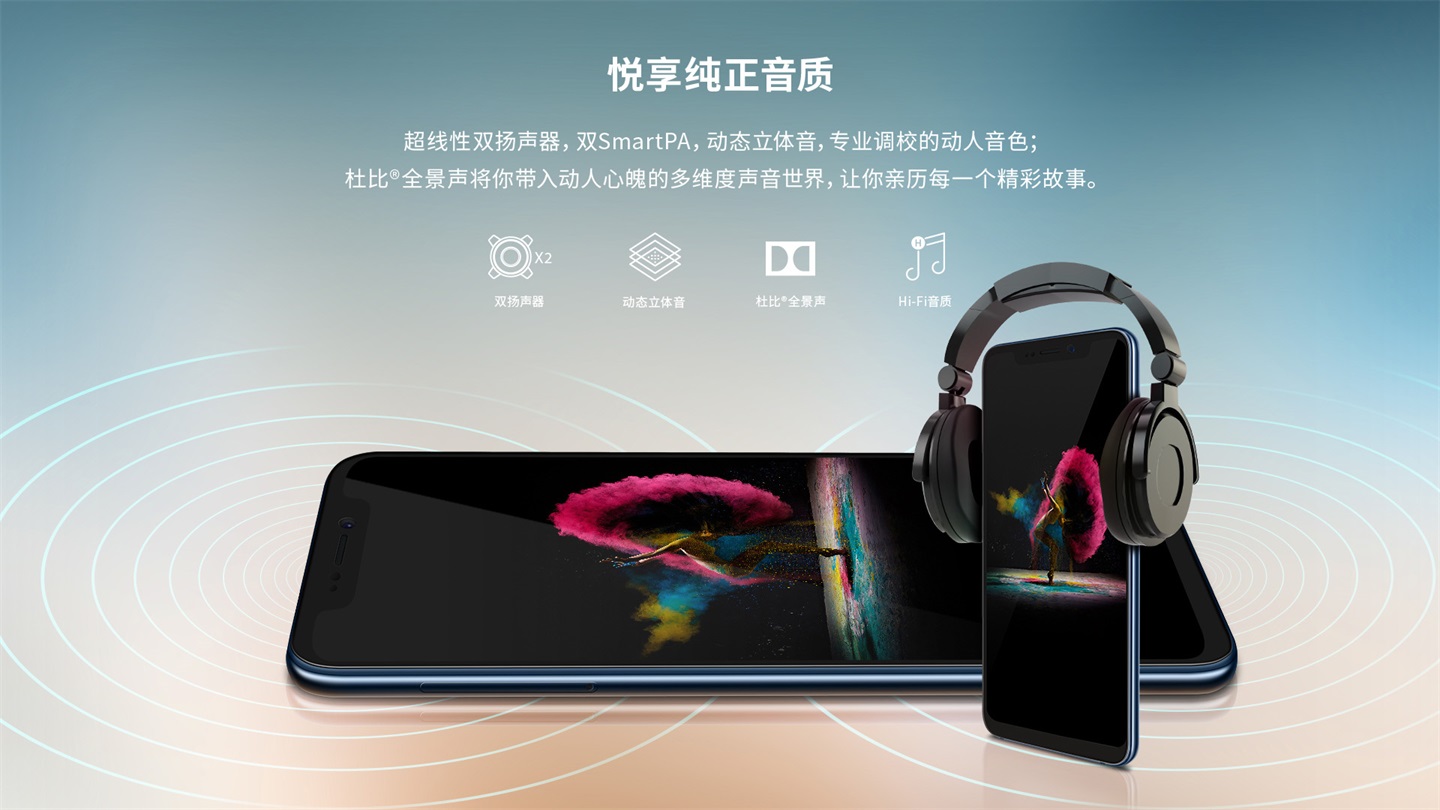 悦享纯正音质
超线性双扬声器，双SmartPA，动态立体音，专业调校的动人音色；
杜比®全景声将你带入动人心魄的多维度声音世界，让你亲历每一个精彩故事。
X2
H
双扬声器
动态立体音
杜比®全景声
Hi-Fi音质